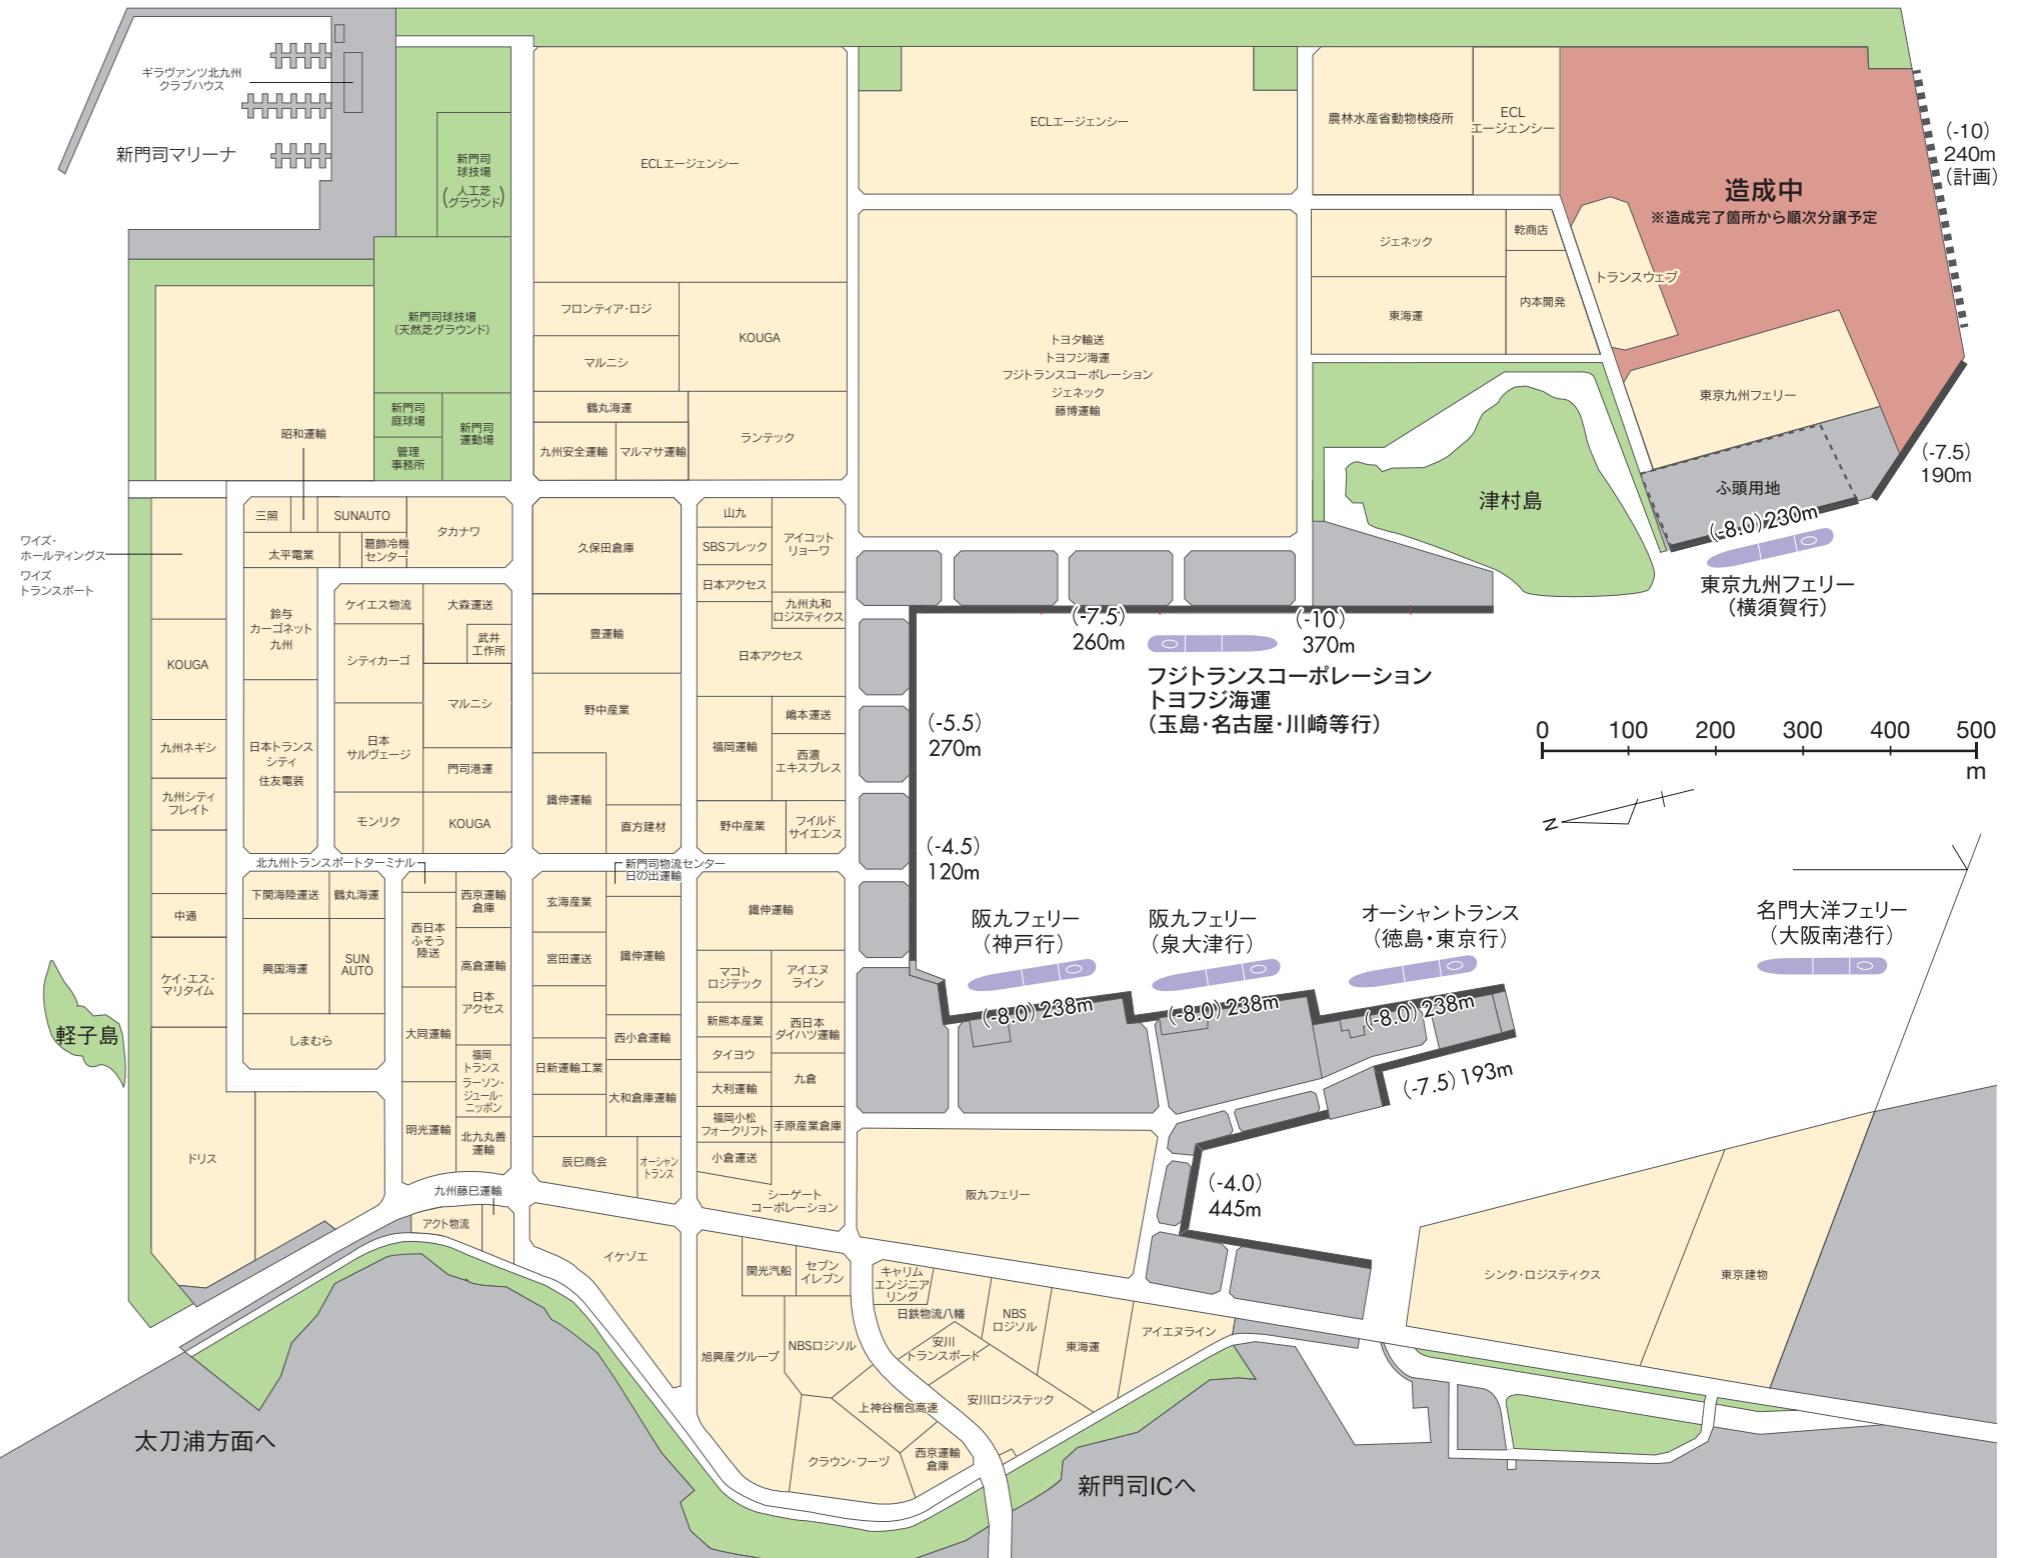 ギラヴァンツ北九州
クラブハウス
新門司マリーナ
新門司
球技場
(人工芝
グラウンド)
新門司球技場
(天然芝グラウンド)
新門司
庭球場
管理
事務所
新門司
運動場
昭和運輸
ECLエージェンシー
フロンティア・ロジ
マルニシ
KOUGA
鶴丸海運
九州安全運輸
マルマサ運輸
ランテック
ECLエージェンシー
トヨタ輸送
トヨフジ海運
フジトランスコーポレーション
ジェネック
藤博運輸
農林水産省動物検疫所
ECL
エージェンシー
ジェネック
乾商店
東海運
内本開発
造成中
※造成完了箇所から順次分譲予定
トランスウェブ
東京九州フェリー
ふ頭用地
津村島
(-10)
240m
(計画)
(-7.5)
190m
(-8.0)230m
東京九州フェリー
(横須賀行)
ワイズ・
ホールディングス
ワイズ
トランスポート
KOUGA
九州ネギシ
九州シティ
フレイト
中通
ケイ・エス・
マリタイム
ドリス
軽子島
三照
SUNAUTO
タカナワ
太平電業
葛飾冷機
センター
鈴与
カーゴネット
九州
日本トランス
シティ
住友電装
ケイエス物流
大森運送
武井
工作所
シティカーゴ
マルニシ
日本
サルヴェージ
門司港運
モンリク
KOUGA
久保田倉庫
豊運輸
野中産業
鐵伸運輸
直方建材
山九
SBSフレック
日本アクセス
アイコット
リョーワ
九州丸和
ロジスティクス
日本アクセス
福岡運輸
嶋本運送
西濃
エキスプレス
野中産業
フイルド
サイエンス
北九州トランスポートターミナル
下関海陸運送
鶴丸海運
興国海運
SUN
AUTO
しまむら
西京運輸
倉庫
西日本
ふそう
陸送
高倉運輸
日本
アクセス
大同運輸
福岡
トランス
ラーソン・
ジュール・
ニッポン
明光運輸
北九丸善
運輸
新門司物流センター
日の出運輸
玄海産業
宮田運送
鐵伸運輸
西小倉運輸
日新運輸工業
大和倉庫運輸
辰巳商会
オーシャン
トランス
鐵伸運輸
マコト
ロジテック
アイエヌ
ライン
新熊本産業
西日本
ダイハツ運輸
タイヨウ
大利運輸
九倉
福岡小松
フォークリフト
手原産業倉庫
小倉運送
シーゲート
コーポレーション
(-7.5)
260m
(-10)
370m
フジトランスコーポレーション
トヨフジ海運
(玉島・名古屋・川崎等行)
(-5.5)
270m
(-4.5)
120m
0 100 200 300 400 500
m
N
阪九フェリー
(神戸行)
阪九フェリー
(泉大津行)
オーシャントランス
(徳島・東京行)
名門大洋フェリー
(大阪南港行)
(-8.0)238m
(-8.0)238m
(-8.0)238m
(-7.5)193m
(-4.0)
445m
阪九フェリー
九州藤巳運輸
アクト物流
イケゾエ
関光汽船
セブン
イレブン
旭興産グループ
NBSロジソル
キャリム
エンジニア
リング
日鉄物流八幡
NBS
ロジソル
安川
トランスポート
東海運
アイエヌライン
安川ロジステック
上神谷梱包高速
クラウン・フーヅ
西京運輸
倉庫
シンク・ロジスティクス
東京建物
太刀浦方面へ
新門司ICへ